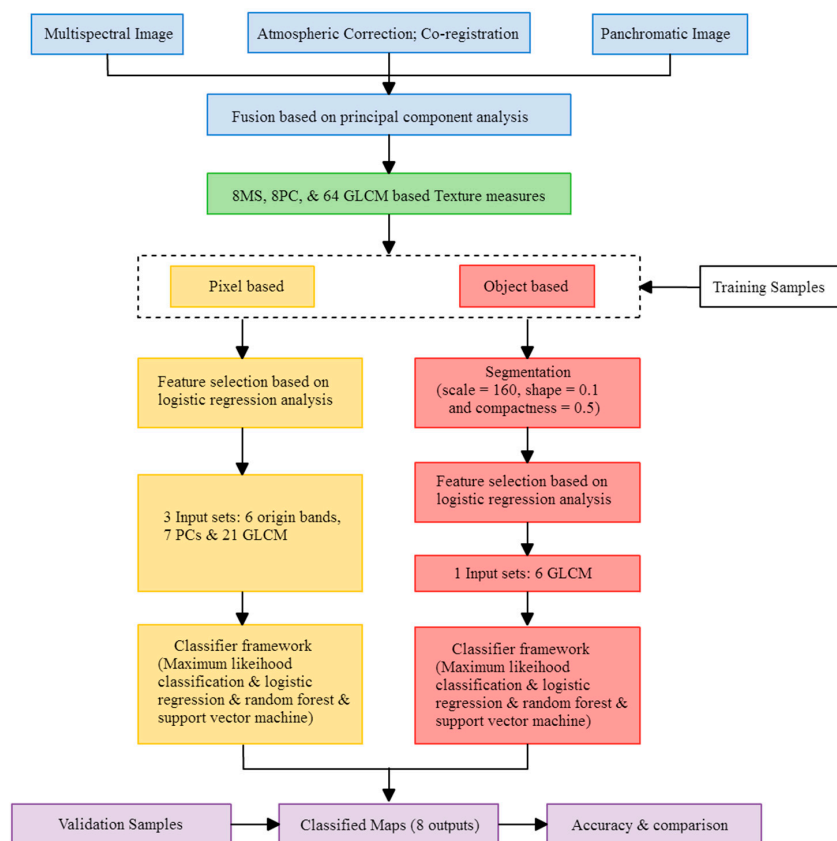 Multispectral Image
Atmospheric Correction; Co-registration
Panchromatic Image
Fusion based on principal component analysis
8MS, 8PC, & 64 GLCM based Texture measures
Pixel based
Object based
Training Samples
Feature selection based on
logistic regression analysis
Segmentation
(scale = 160, shape = 0.1
and compactness = 0.5)
Feature selection based on
logistic regression analysis
3 Input sets: 6 origin bands,
7 PCs & 21 GLCM
1 Input sets: 6 GLCM
Classifier framework
(Maximum likeihood
classification & logistic
regression & random forest &
support vector machine)
Classifier framework
(Maximum likeihood
classification & logistic
regression & random forest &
support vector machine)
Validation Samples
Classified Maps (8 outputs)
Accuracy & comparison